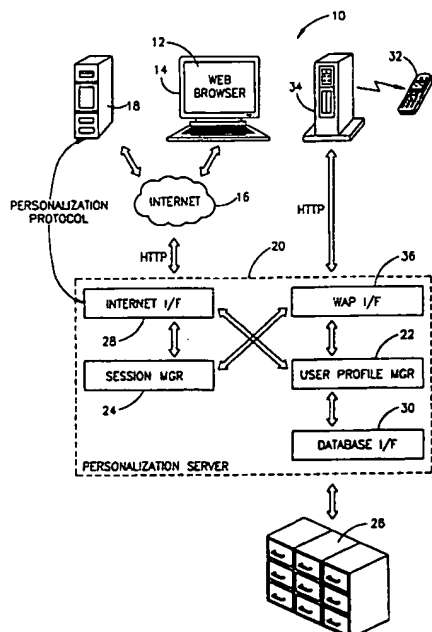 10
12
14
WEB
BROWSER
18
34
32
PERSONALIZATION
PROTOCOL
INTERNET
16
HTTP
HTTP
20
36
INTERNET I/F
WAP I/F
28
22
SESSION MGR
USER PROFILE MGR
24
30
DATABASE I/F
PERSONALIZATION SERVER
26